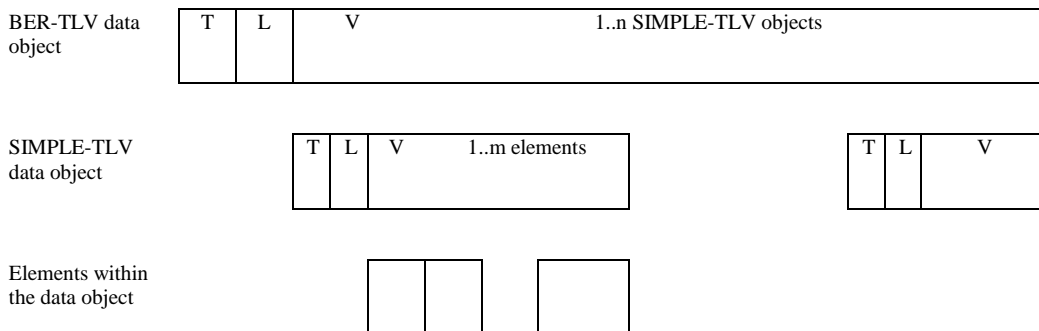 BER-TLV data object
T L V 1..n SIMPLE-TLV objects
SIMPLE-TLV data object
T L V 1..m elements T L V
Elements within the data object